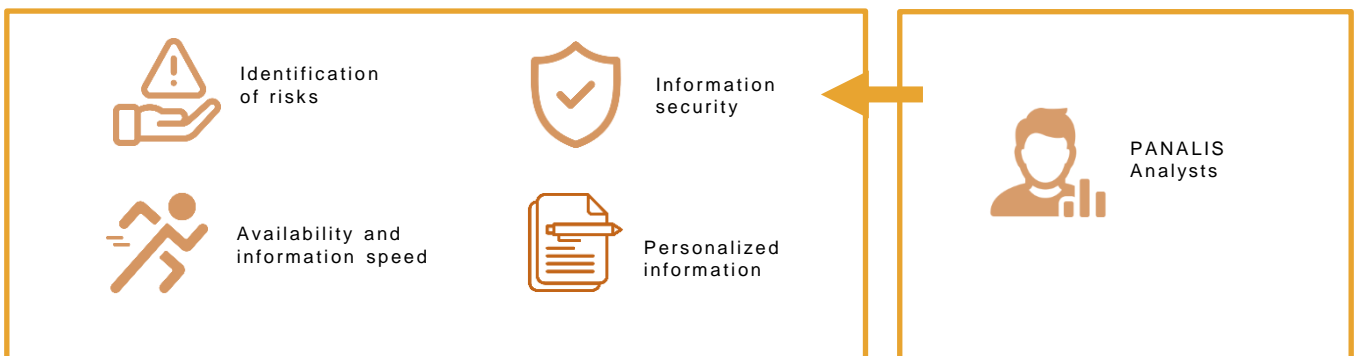 Identification
of risks
Information
security
Availability and
information speed
Personalized
information
PANALIS
Analysts